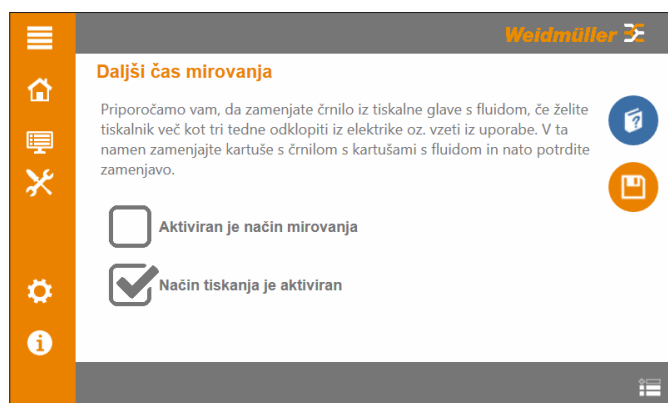 Weidmüller
Daljši čas mirovanja
Priporočamo vam, da zamenjate črnilo iz tiskalne glave s fluidom, če želite
tiskalnik več kot tri tedne odklopiti iz elektrike oz. vzeti iz uporabe. V ta
namen zamenjajte kartuše s črnilom s kartušami s fluidom in nato potrdite
zamenjavo.
Aktiviran je način mirovanja
Način tiskanja je aktiviran